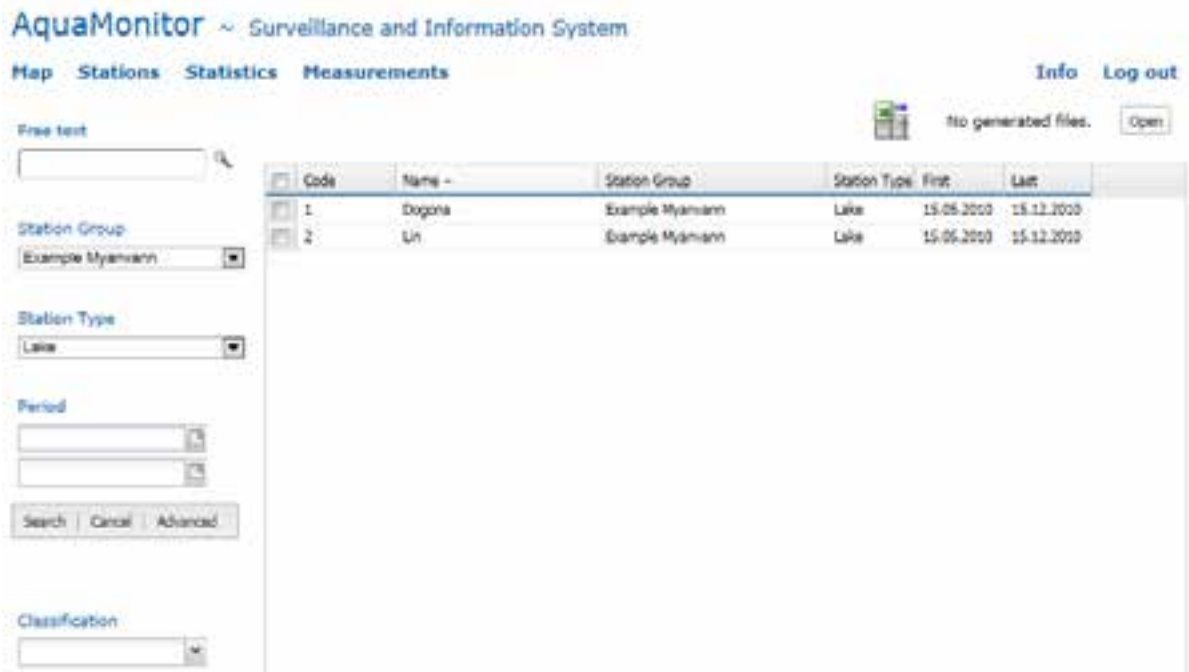 AquaMonitor ~ Surveillance and Information System
Map Stations Statistics Measurements Info Log out
No generated files. Open
Free text
Code Name Station Group Station Type First Last
1 Dogona Example Myanvann Lake 15.05.2010 15.12.2010
2 Lin Example Myanvann Lake 15.05.2010 15.12.2010
Station Group
Example Myanvann
Station Type
Lake
Period
Search Cancel Advanced
Classification